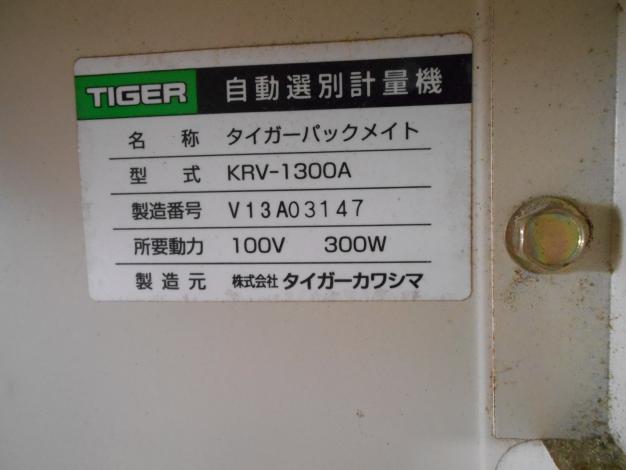 TIGER 自動選別計量機
名 称 タイガーパックメイト
型 式 KRV-1300A
製造番号 V13A03147
所要動力 100V 300W
製造元 株式会社 タイガーカワシマ